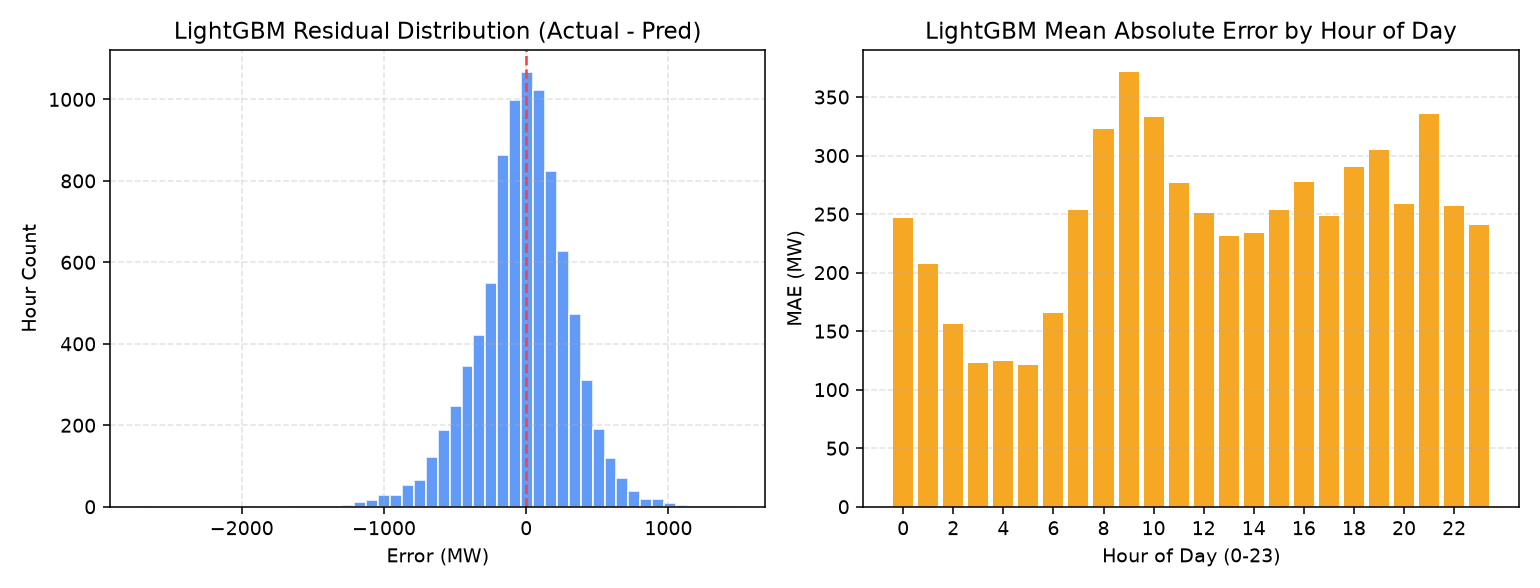 LightGBM Residual Distribution (Actual - Pred)
Hour Count
1000
800
600
400
200
0
−2000
−1000
0
1000
Error (MW)
LightGBM Mean Absolute Error by Hour of Day
MAE (MW)
350
300
250
200
150
100
50
0
0 2 4 6 8 10 12 14 16 18 20 22
Hour of Day (0-23)